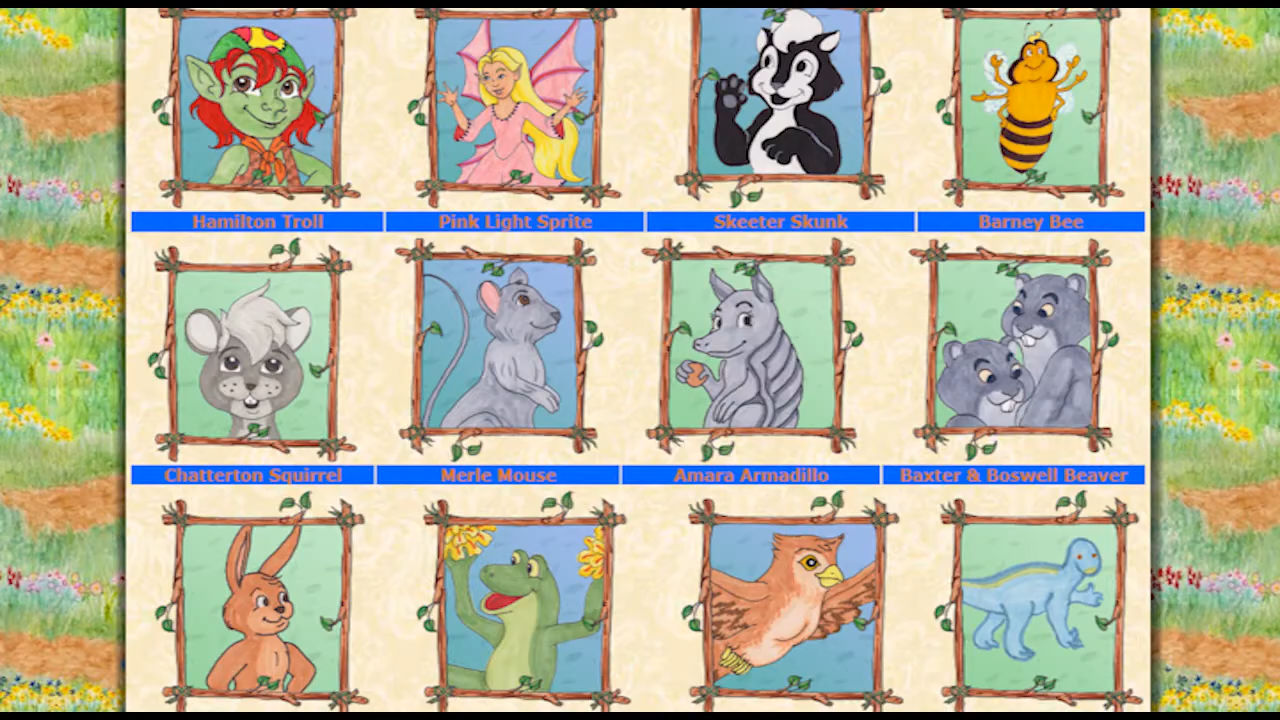 Hamilton Troll
Pink Light Sprite
Skeeter Skunk
Barney Bee
Chatterton Squirrel
Merle Mouse
Amara Armadillo
Baxter & Boswell Beaver